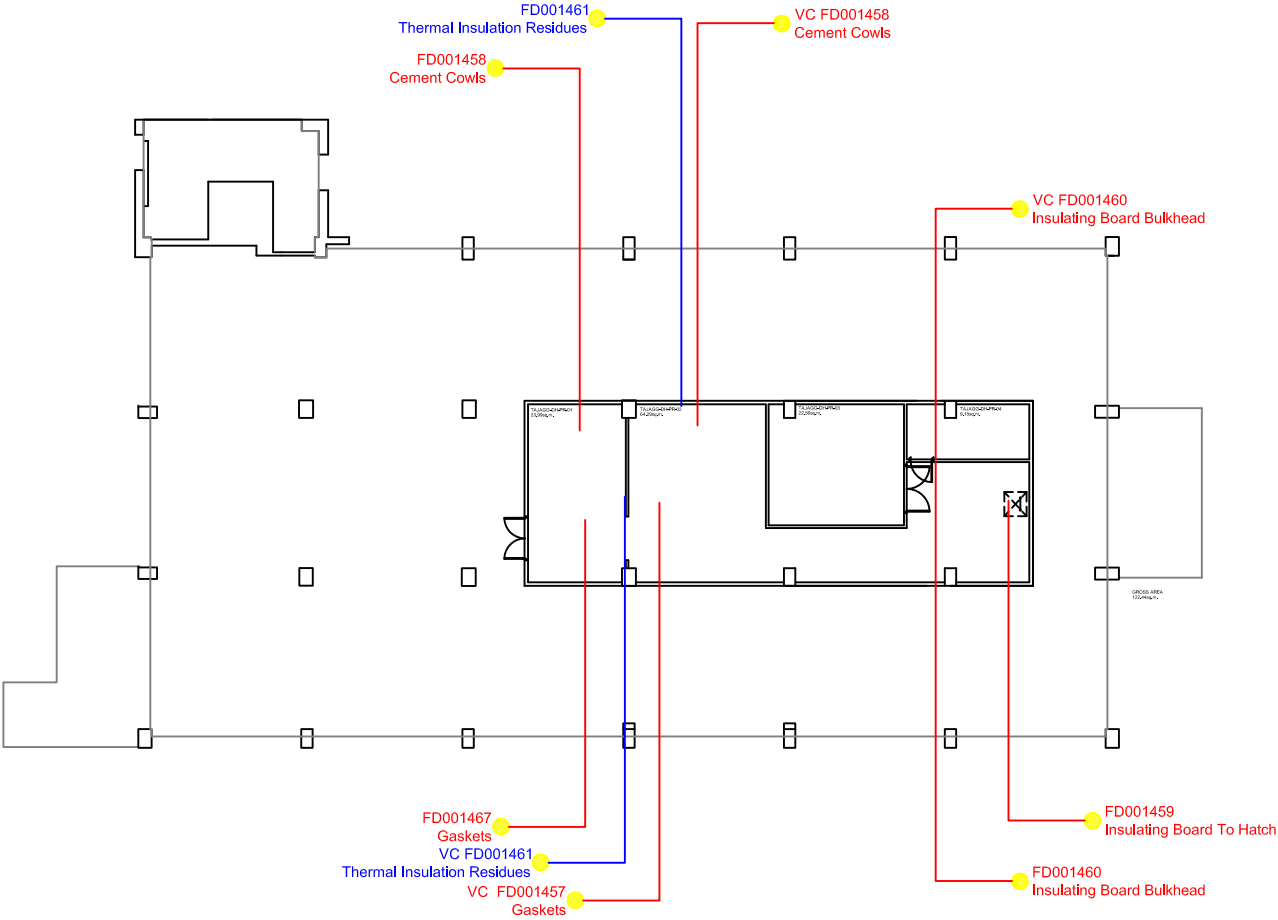 FD001461
Thermal Insulation Residues
VC FD001458
Cement Cowls
FD001458
Cement Cowls
VC FD001460
Insulating Board Bulkhead
GROSS AREA
FD001467
Gaskets
VC FD001461
Thermal Insulation Residues
VC FD001457
Gaskets
FD001459
Insulating Board To Hatch
FD001460
Insulating Board Bulkhead